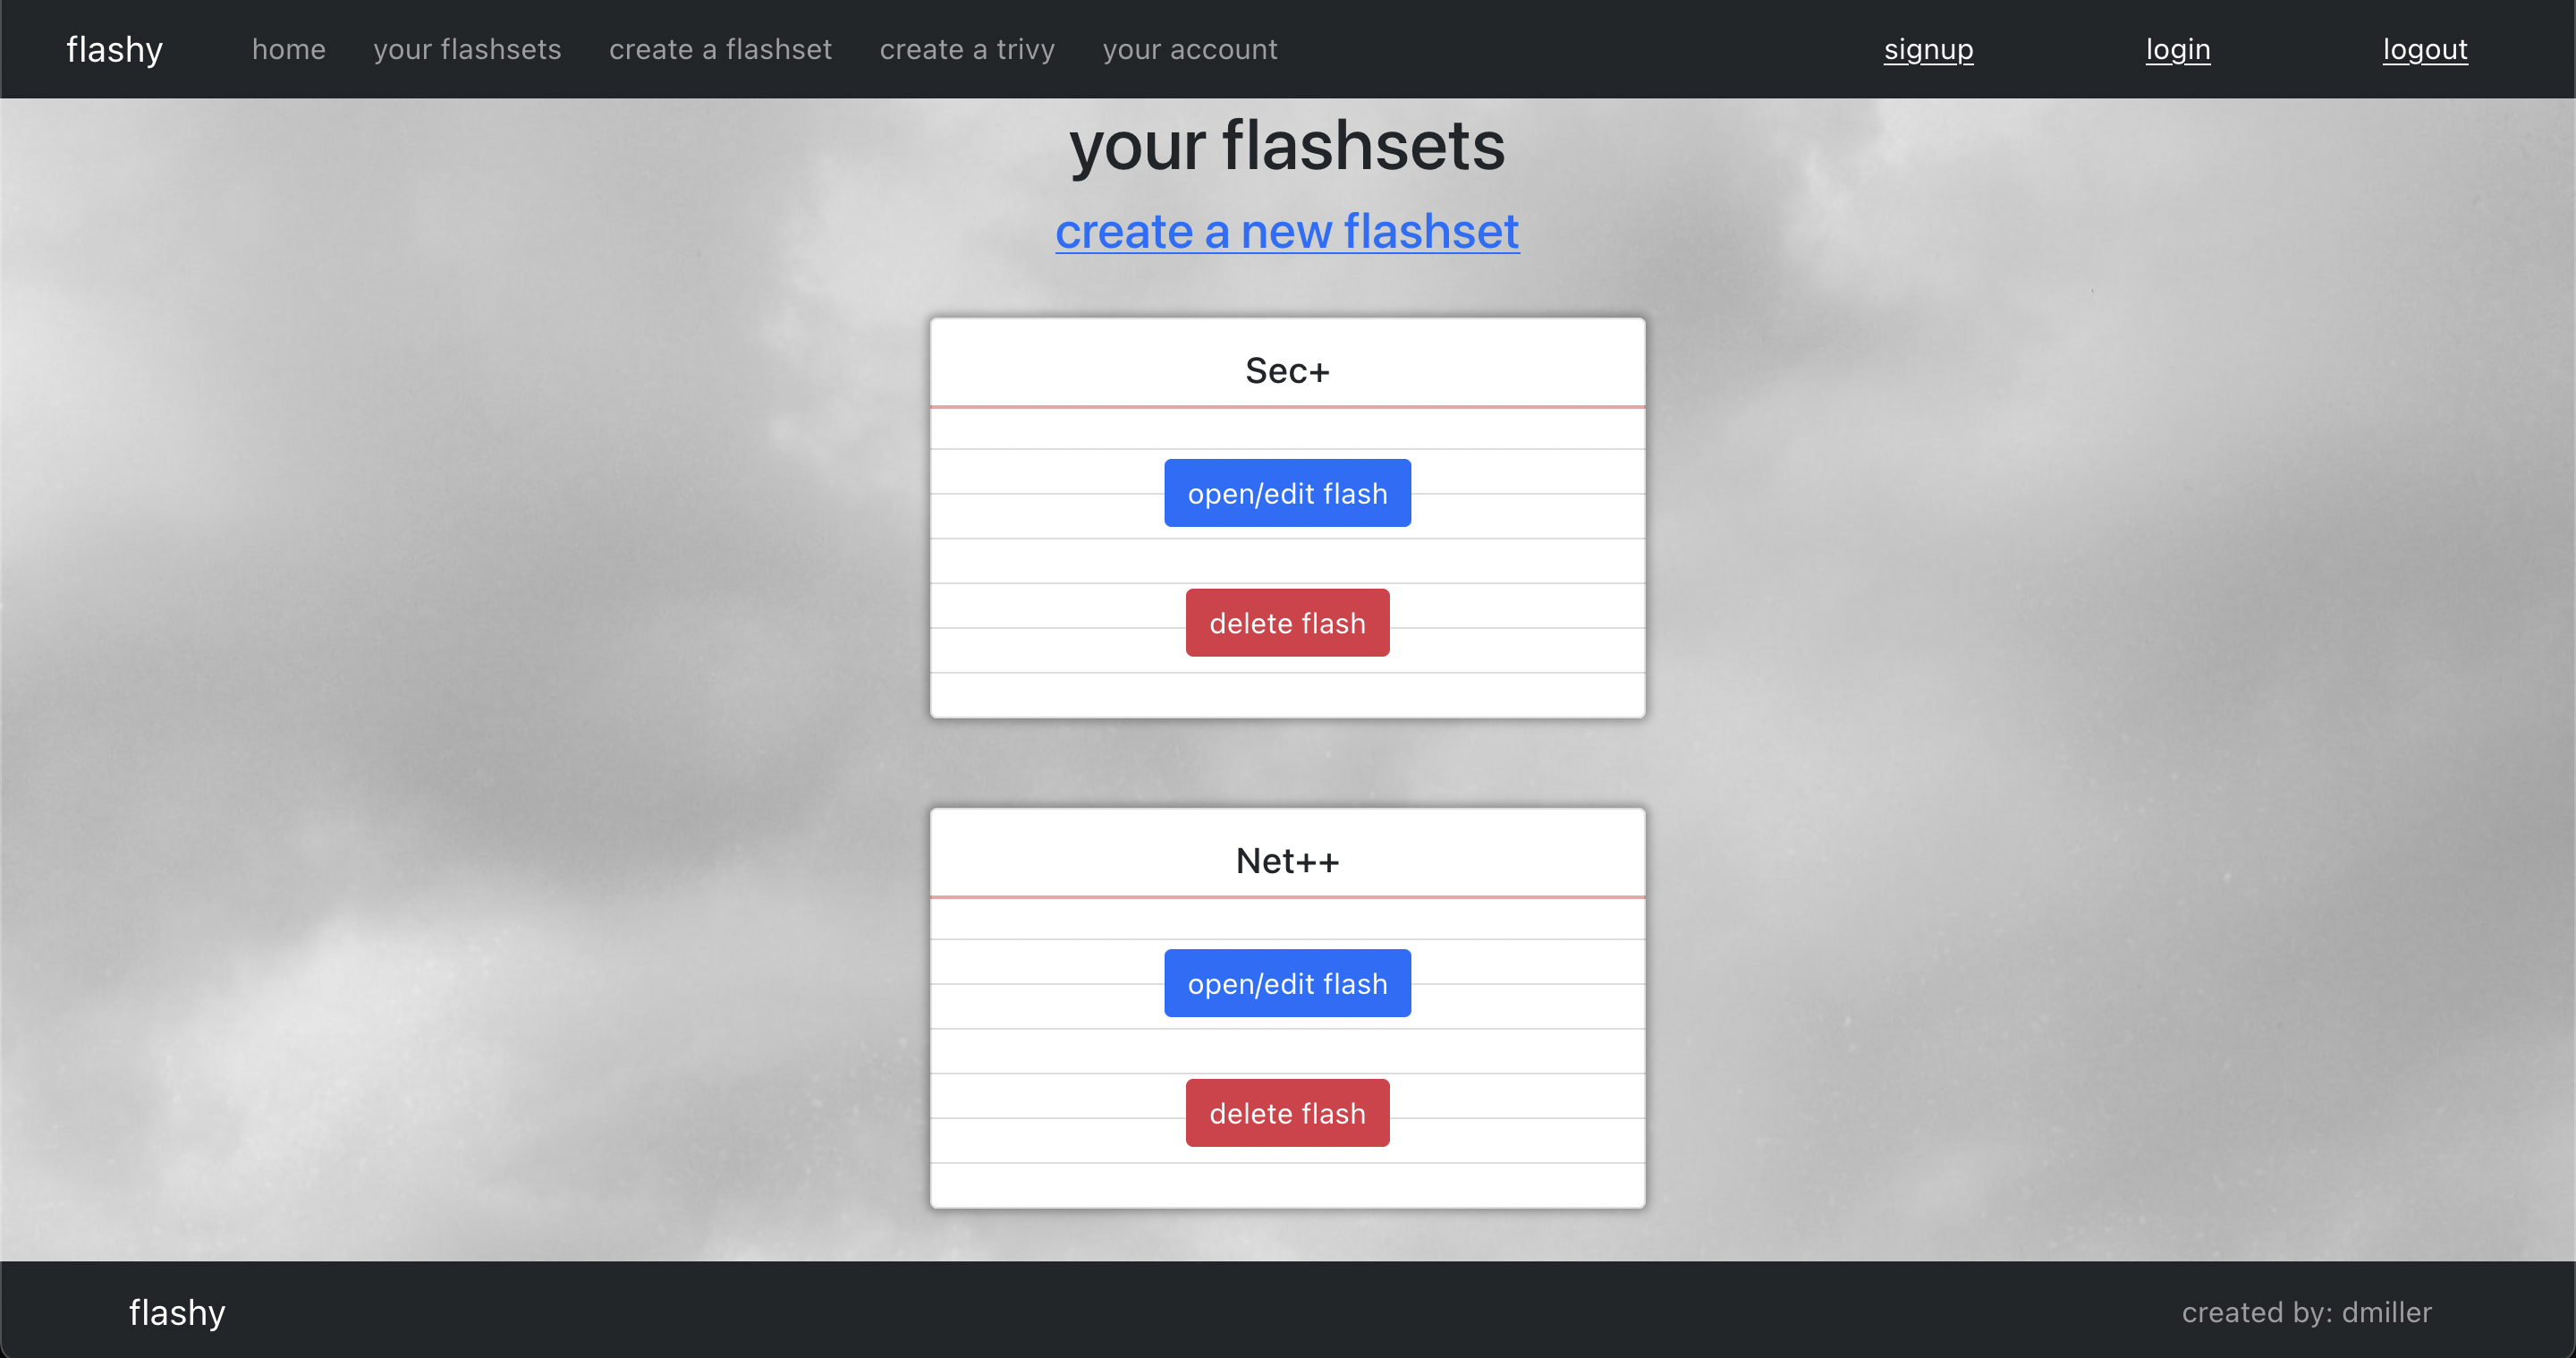 flashy home your flashsets create a flashset create a trivy your account signup login logout
your flashsets
create a new flashset
Sec+
open/edit flash
delete flash
Net++
open/edit flash
delete flash
flashy created by: dmiller